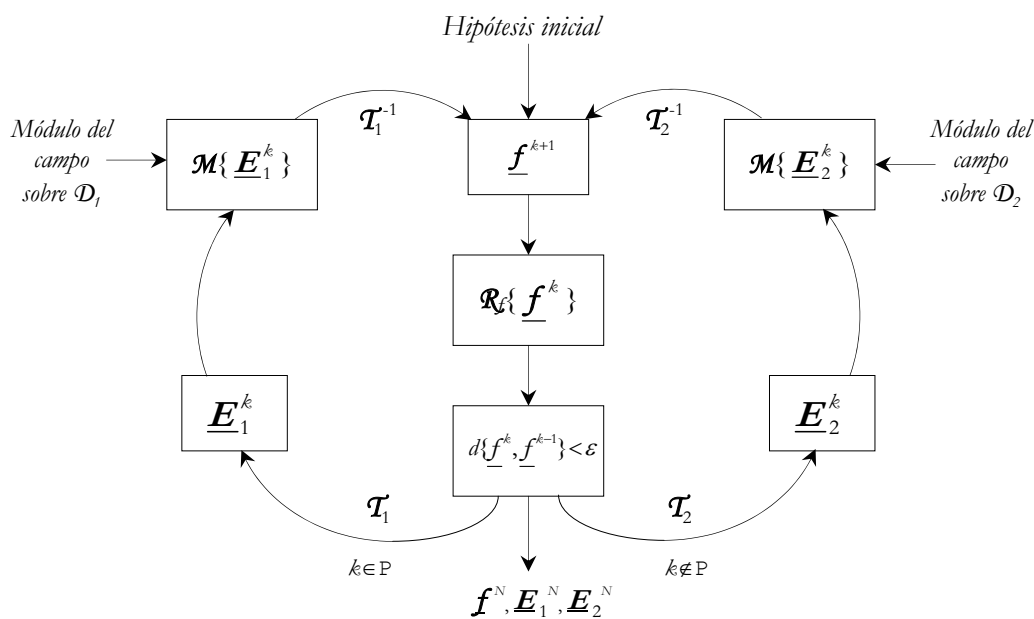 Hipótesis inicial
𝓣₁⁻¹
𝓣₂⁻¹
Módulo del
campo
sobre 𝓓₁
𝓜{ E₁ᵏ }
f ᵏ⁺¹
𝓜{ E₂ᵏ }
Módulo del
campo
sobre 𝓓₂
𝓡f{ f ᵏ }
E₁ᵏ
d{f ᵏ, f ᵏ⁻¹} < ε
E₂ᵏ
𝓣₁
𝓣₂
k ∈ P
k ∉ P
f ᴺ, E₁ᴺ, E₂ᴺ